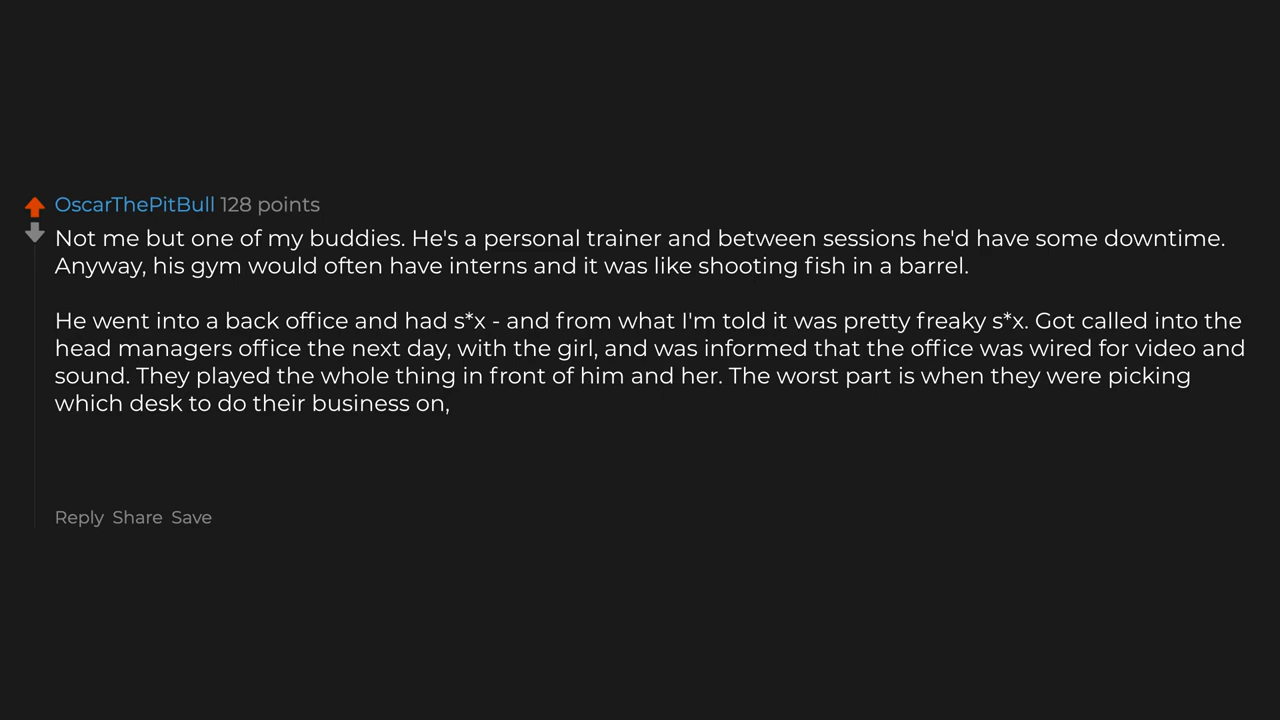 OscarThePitBull 128 points
Not me but one of my buddies. He's a personal trainer and between sessions he'd have some downtime.
Anyway, his gym would often have interns and it was like shooting fish in a barrel.
He went into a back office and had s*x - and from what I'm told it was pretty freaky s*x. Got called into the
head managers office the next day, with the girl, and was informed that the office was wired for video and
sound. They played the whole thing in front of him and her. The worst part is when they were picking
which desk to do their business on,
Reply Share Save